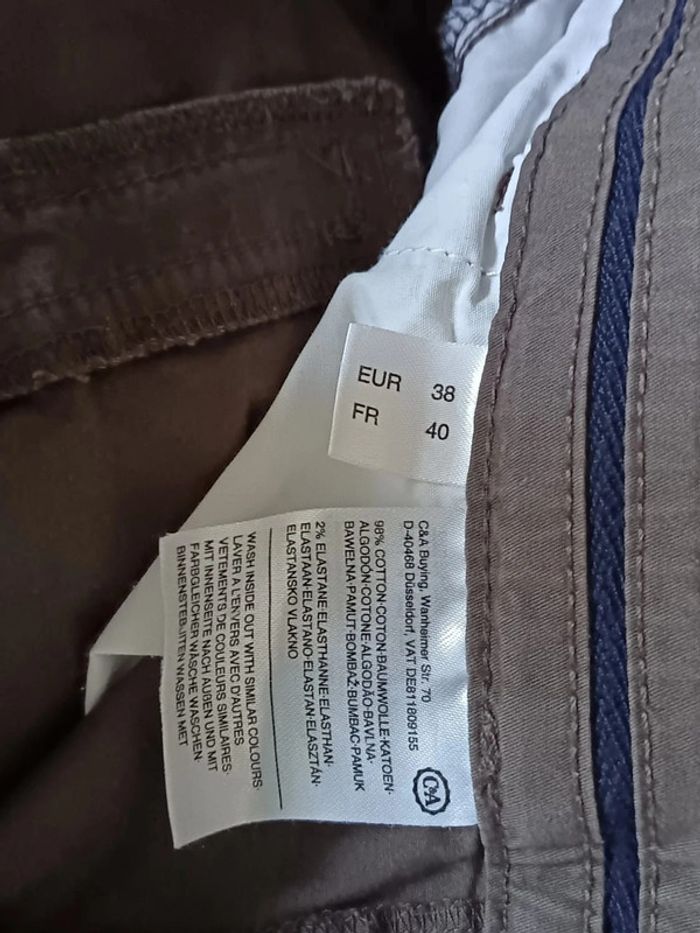 EUR 38
FR 40
C&A Buying, Wanheimer Str. 70
D-40468 Düsseldorf, VAT DE811809155
98% COTTON·COTON·BAUMWOLLE·KATOEN·
ALGODÓN·COTONE·ALGODÃO·BAVLNA·
BAWEŁNA·PAMUT·BOMBAŽ·BUMBAC·PAMUK
2% ELASTANE·ELASTHANNE·ELASTHAN·
ELASTAAN·ELASTANO·ELASTAN·ELASZTÁN·
ELASTANSKO VLAKNO
WASH INSIDE OUT WITH SIMILAR COLOURS·
LAVER A L'ENVERS AVEC D'AUTRES
VETEMENTS DE COULEURS SIMILAIRES·
MIT INNENSEITE NACH AUßEN UND MIT
FARBGLEICHER WÄSCHE WASCHEN·
BINNENSTEBUITEN WASSEN MET
C&A